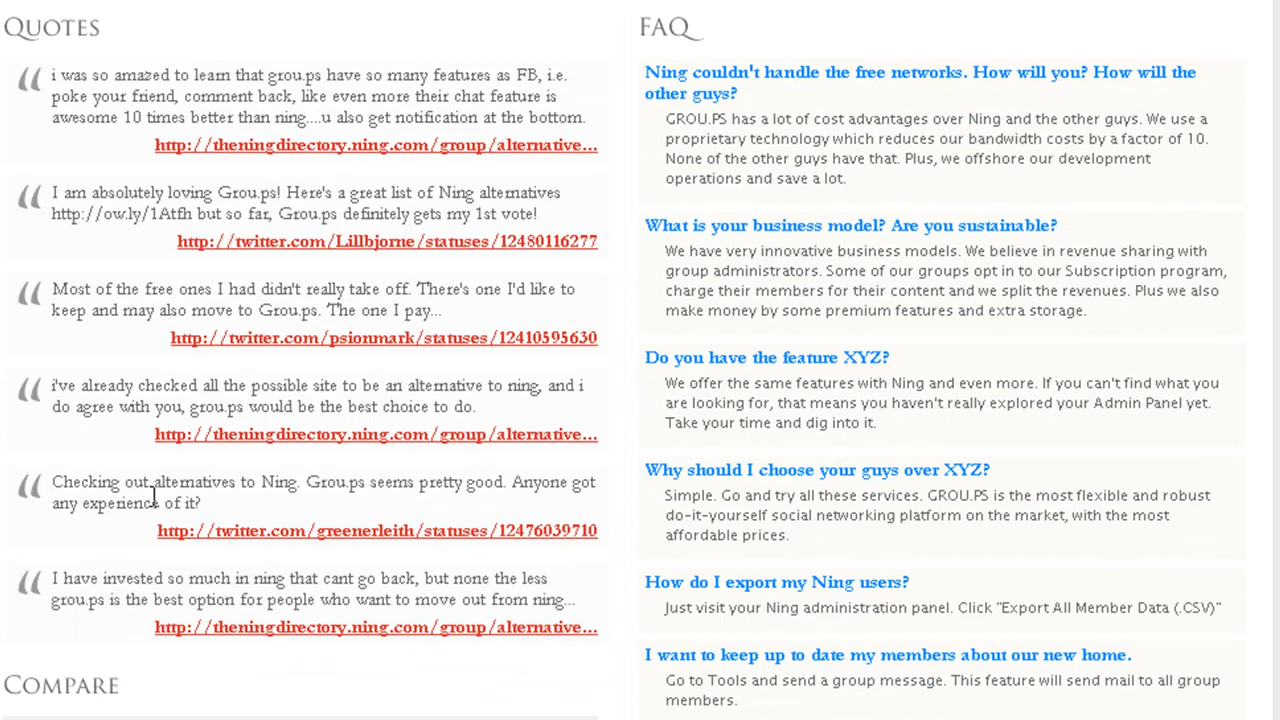 QUOTES
i was so amazed to learn that grou.ps have so many features as FB, i.e.
poke your friend, comment back, like even more their chat feature is
awesome 10 times better than ning....u also get notification at the bottom.
http://theningdirectory.ning.com/group/alternative...
I am absolutely loving Grou.ps! Here's a great list of Ning alternatives
http://ow.ly/1Atfh but so far, Grou.ps definitely gets my 1st vote!
http://twitter.com/Lillbjorne/statuses/12480116277
Most of the free ones I had didn't really take off. There's one I'd like to
keep and may also move to Grou.ps. The one I pay...
http://twitter.com/psionmark/statuses/12410595630
i've already checked all the possible site to be an alternative to ning, and i
do agree with you, grou.ps would be the best choice to do.
http://theningdirectory.ning.com/group/alternative...
Checking out alternatives to Ning. Grou.ps seems pretty good. Anyone got
any experience of it?
http://twitter.com/greenerleith/statuses/12476039710
I have invested so much in ning that cant go back, but none the less
grou.ps is the best option for people who want to move out from ning...
http://theningdirectory.ning.com/group/alternative...
COMPARE
FAQ
Ning couldn't handle the free networks. How will you? How will the
other guys?
GROU.PS has a lot of cost advantages over Ning and the other guys. We use a
proprietary technology which reduces our bandwidth costs by a factor of 10.
None of the other guys have that. Plus, we offshore our development
operations and save a lot.
What is your business model? Are you sustainable?
We have very innovative business models. We believe in revenue sharing with
group administrators. Some of our groups opt in to our Subscription program,
charge their members for their content and we split the revenues. Plus we also
make money by some premium features and extra storage.
Do you have the feature XYZ?
We offer the same features with Ning and even more. If you can't find what you
are looking for, that means you haven't really explored your Admin Panel yet.
Take your time and dig into it.
Why should I choose your guys over XYZ?
Simple. Go and try all these services. GROU.PS is the most flexible and robust
do-it-yourself social networking platform on the market, with the most
affordable prices.
How do I export my Ning users?
Just visit your Ning administration panel. Click "Export All Member Data (.CSV)"
I want to keep up to date my members about our new home.
Go to Tools and send a group message. This feature will send mail to all group
members.